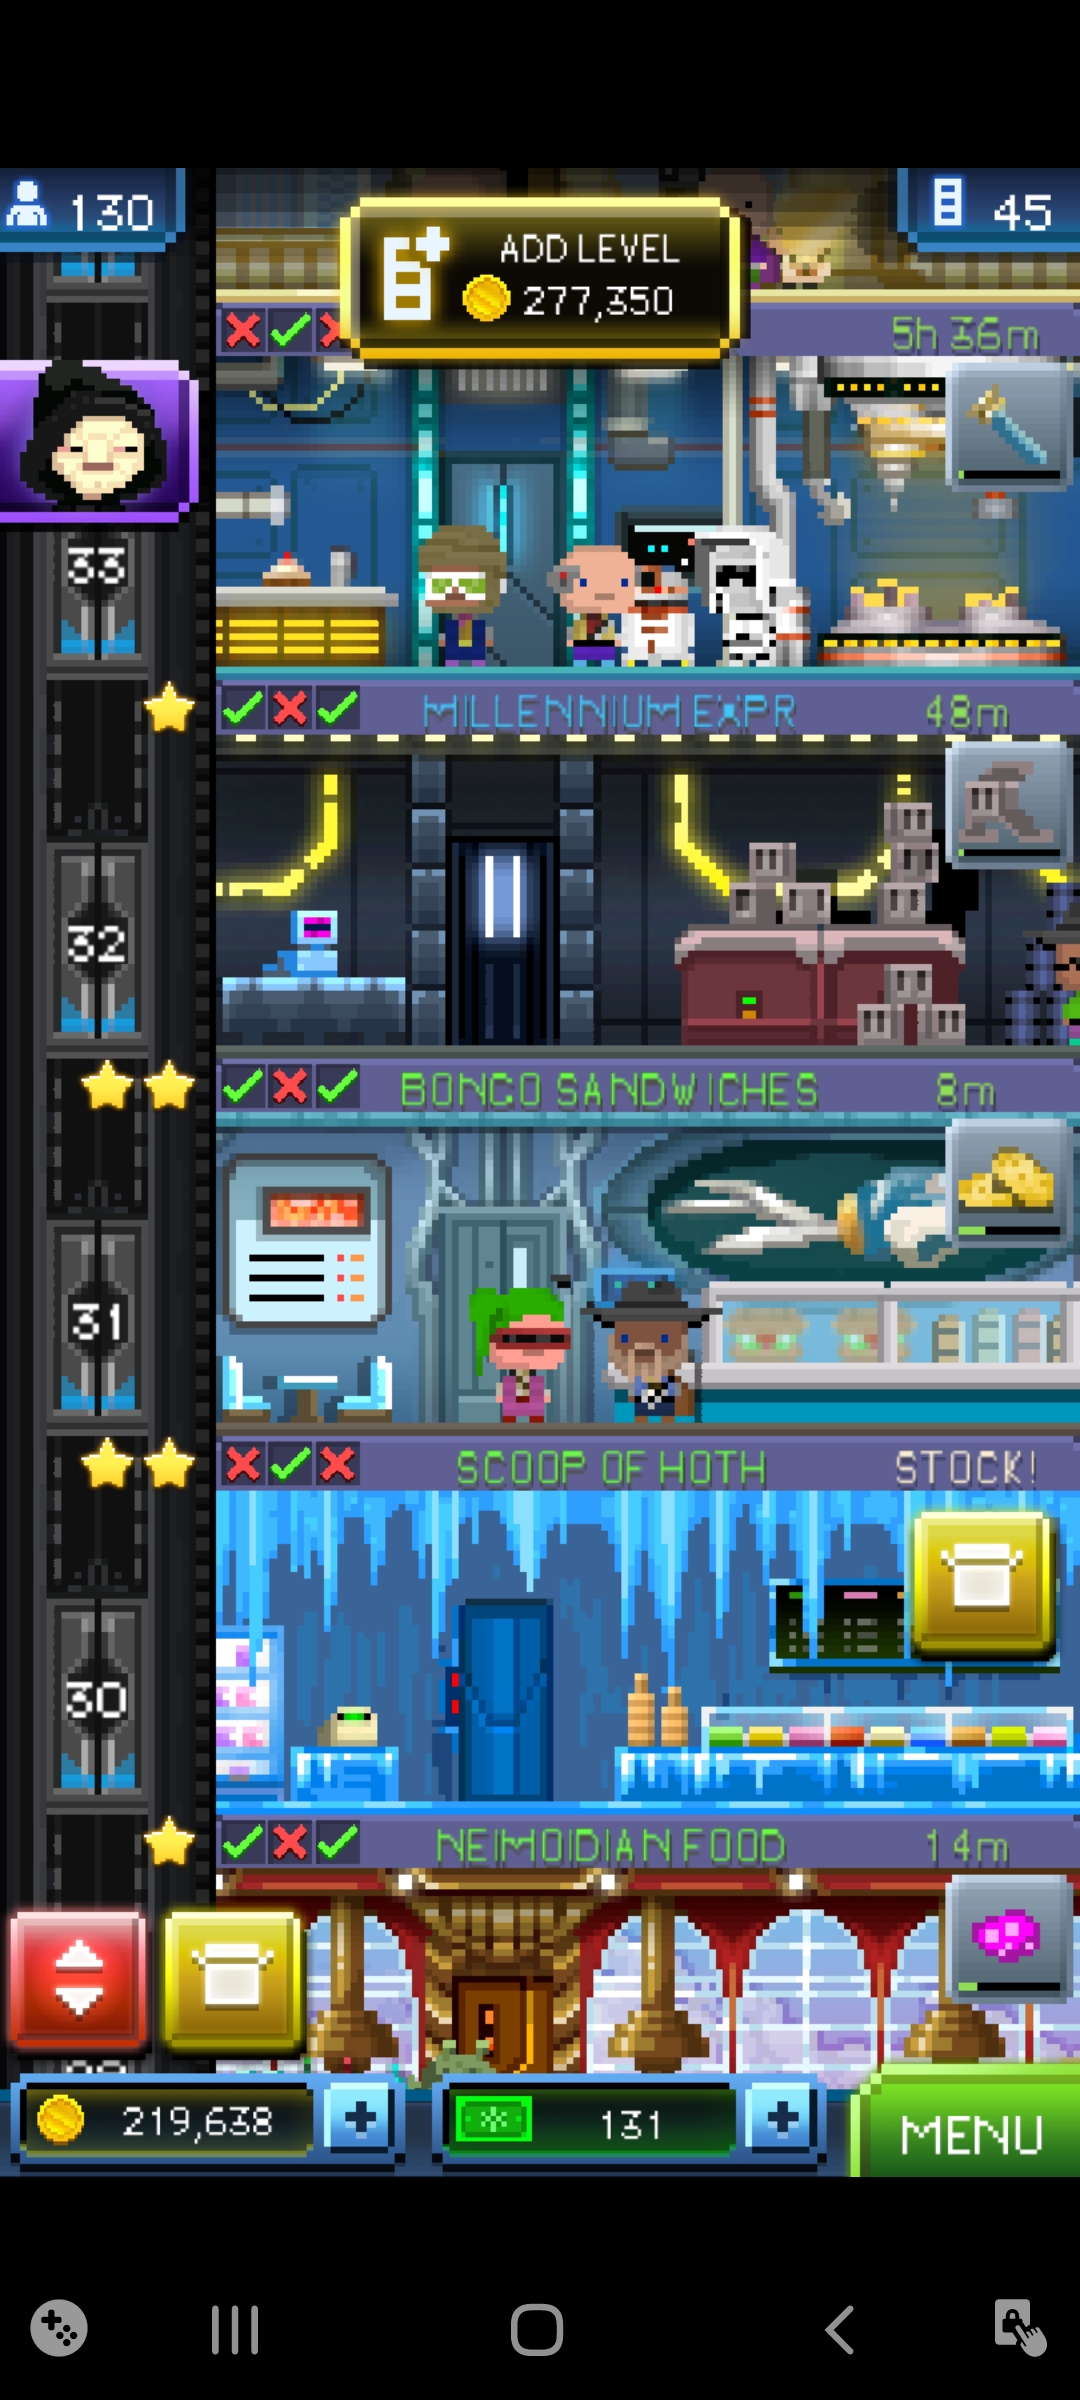 130
ADD LEVEL
277,350
45
5h 36m
33
MILLENNIUM EXPR
48m
32
BONGO SANDWICHES
8m
31
SCOOP OF HOTH
STOCK!
30
NEIMOIDIAN FOOD
14m
219,638
131
MENU